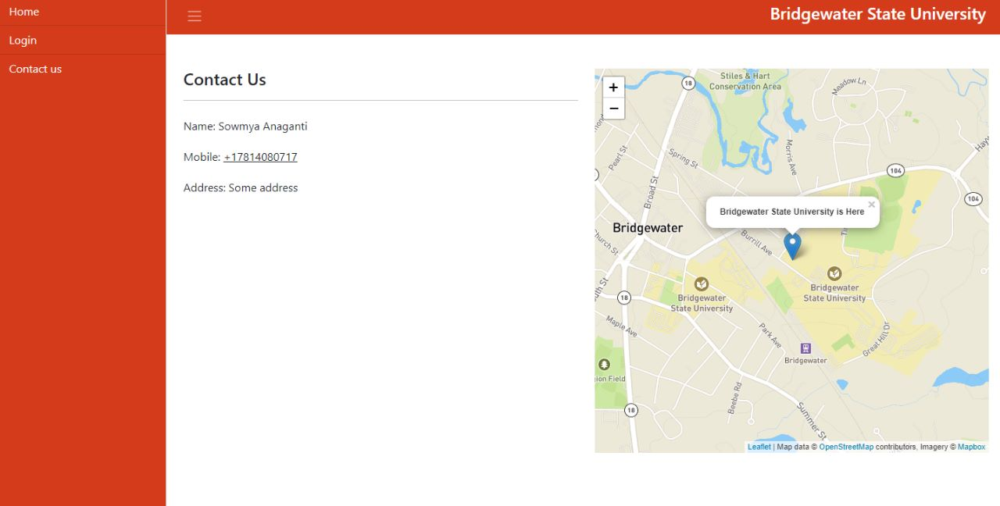 Home
Login
Contact us
Bridgewater State University
Contact Us
Name: Sowmya Anaganti
Mobile: +17814080717
Address: Some address
+
−
18
Stiles & Hart
Conservation Area
Meadow Ln
Pearl St
Spring St
Morris Ave
Broad St
104
104
Bridgewater State University is Here
×
Bridgewater
Church St
Burrill Ave
Bridgewater
State University
Bridgewater
State University
18
Maple Ave
Park Ave
Great Hill Dr
Bridgewater
ion Field
Beebe Rd
18
Summer St
Leaflet | Map data © OpenStreetMap contributors, Imagery © Mapbox